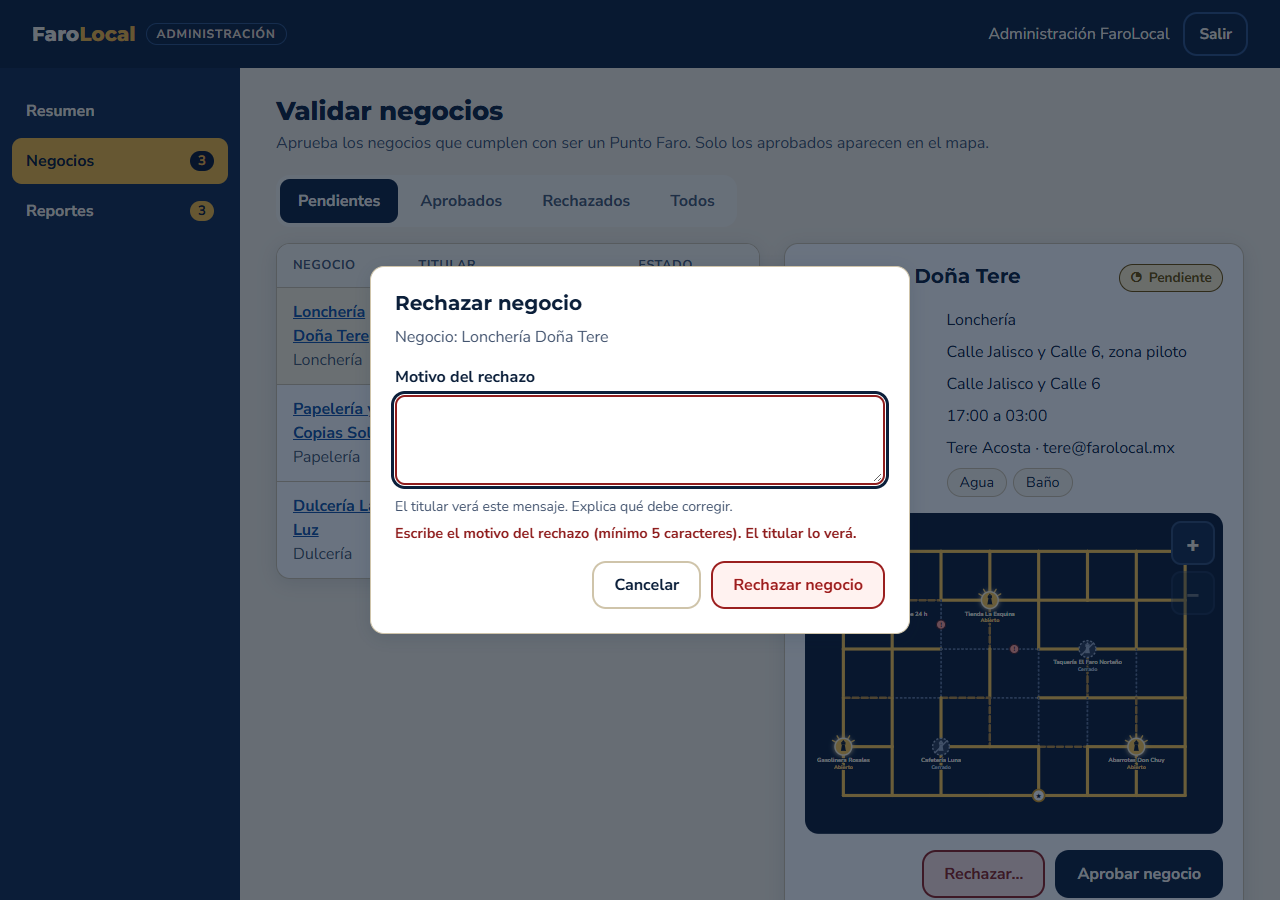 FaroLocal ADMINISTRACIÓN
Administración FaroLocal
Salir
Resumen
Negocios 3
Reportes 3
Validar negocios
Aprueba los negocios que cumplen con ser un Punto Faro. Solo los aprobados aparecen en el mapa.
Pendientes Aprobados Rechazados Todos
NEGOCIO TITULAR ESTADO
Lonchería
Doña Tere
Lonchería
Papelería y
Copias Sol
Papelería
Dulcería La
Luz
Dulcería
Rechazar negocio
Negocio: Lonchería Doña Tere
Motivo del rechazo
El titular verá este mensaje. Explica qué debe corregir.
Escribe el motivo del rechazo (mínimo 5 caracteres). El titular lo verá.
Cancelar Rechazar negocio
Doña Tere
Pendiente
Lonchería
Calle Jalisco y Calle 6, zona piloto
Calle Jalisco y Calle 6
17:00 a 03:00
Tere Acosta · tere@farolocal.mx
Agua Baño
+
−
24 h
Tienda La Esquina
Abierto
Taquería El Faro Norteño
Cerrado
Gasolinera Rosales
Abierto
Cafetería Luna
Cerrado
Abarrotes Don Chuy
Abierto
Rechazar... Aprobar negocio